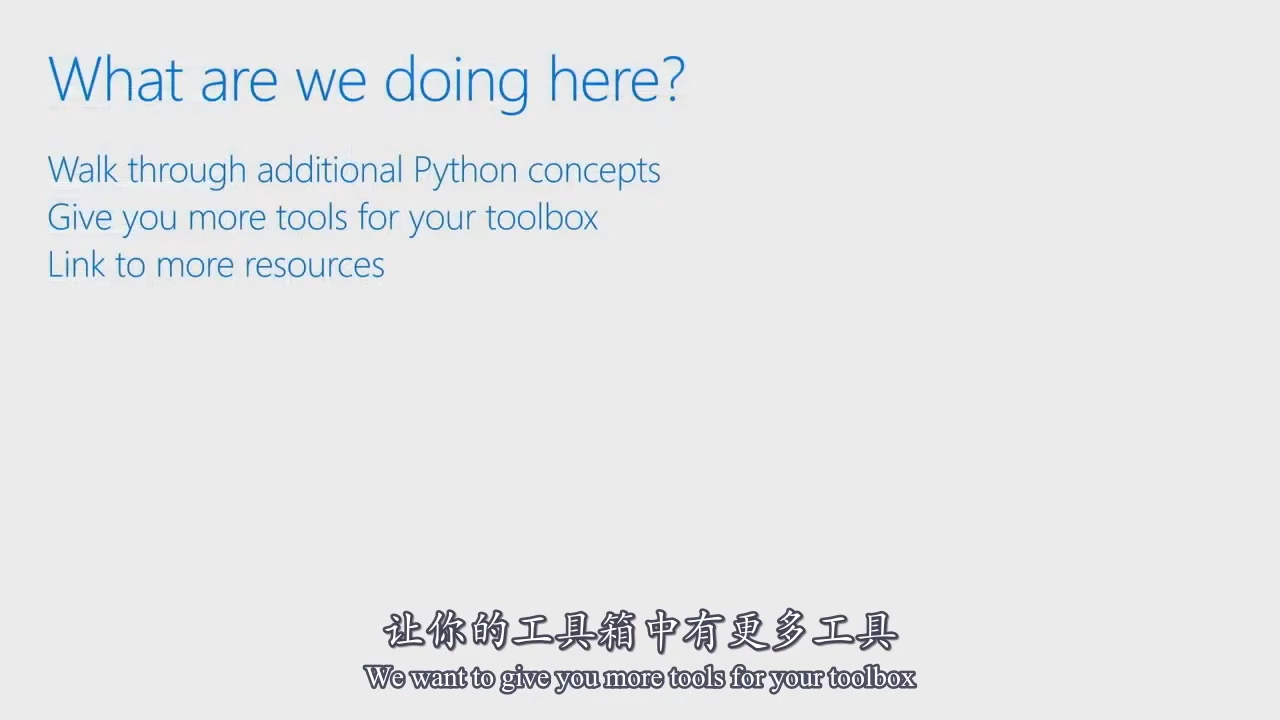 What are we doing here?
Walk through additional Python concepts
Give you more tools for your toolbox
Link to more resources
让你的工具箱中有更多工具
We want to give you more tools for your toolbox